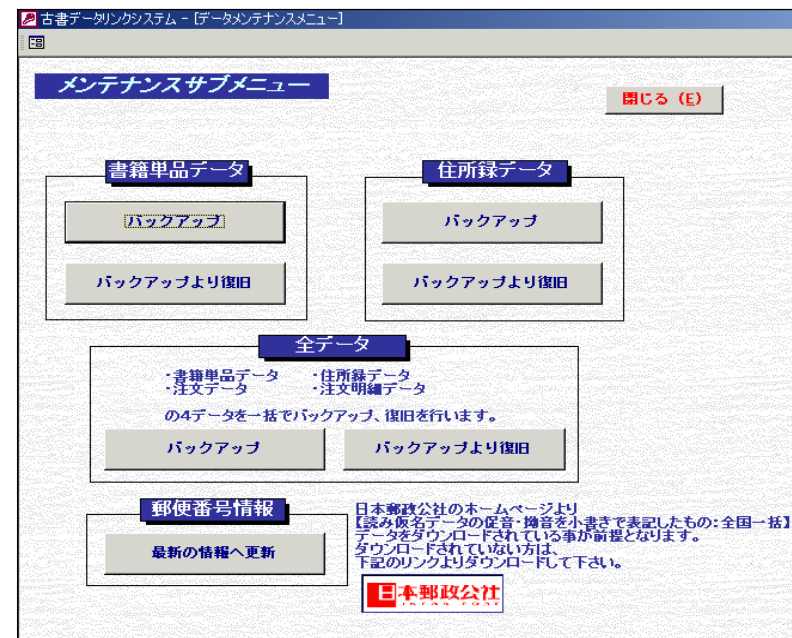 古書データリンクシステム - [データメンテナンスメニュー]
メンテナンスサブメニュー
閉じる (E)
書籍単品データ
バックアップ
バックアップより復旧
住所録データ
バックアップ
バックアップより復旧
全データ
・書籍単品データ ・住所録データ
・注文データ ・注文明細データ
の4データを一括でバックアップ、復旧を行います。
バックアップ
バックアップより復旧
郵便番号情報
最新の情報へ更新
日本郵政公社のホームページより
【読み仮名データの促音・拗音を小書きで表記したもの:全国一括】
データをダウンロードされている事が前提となります。
ダウンロードされていない方は、
下記のリンクよりダウンロードして下さい。
日本郵政公社
JAPAN POST